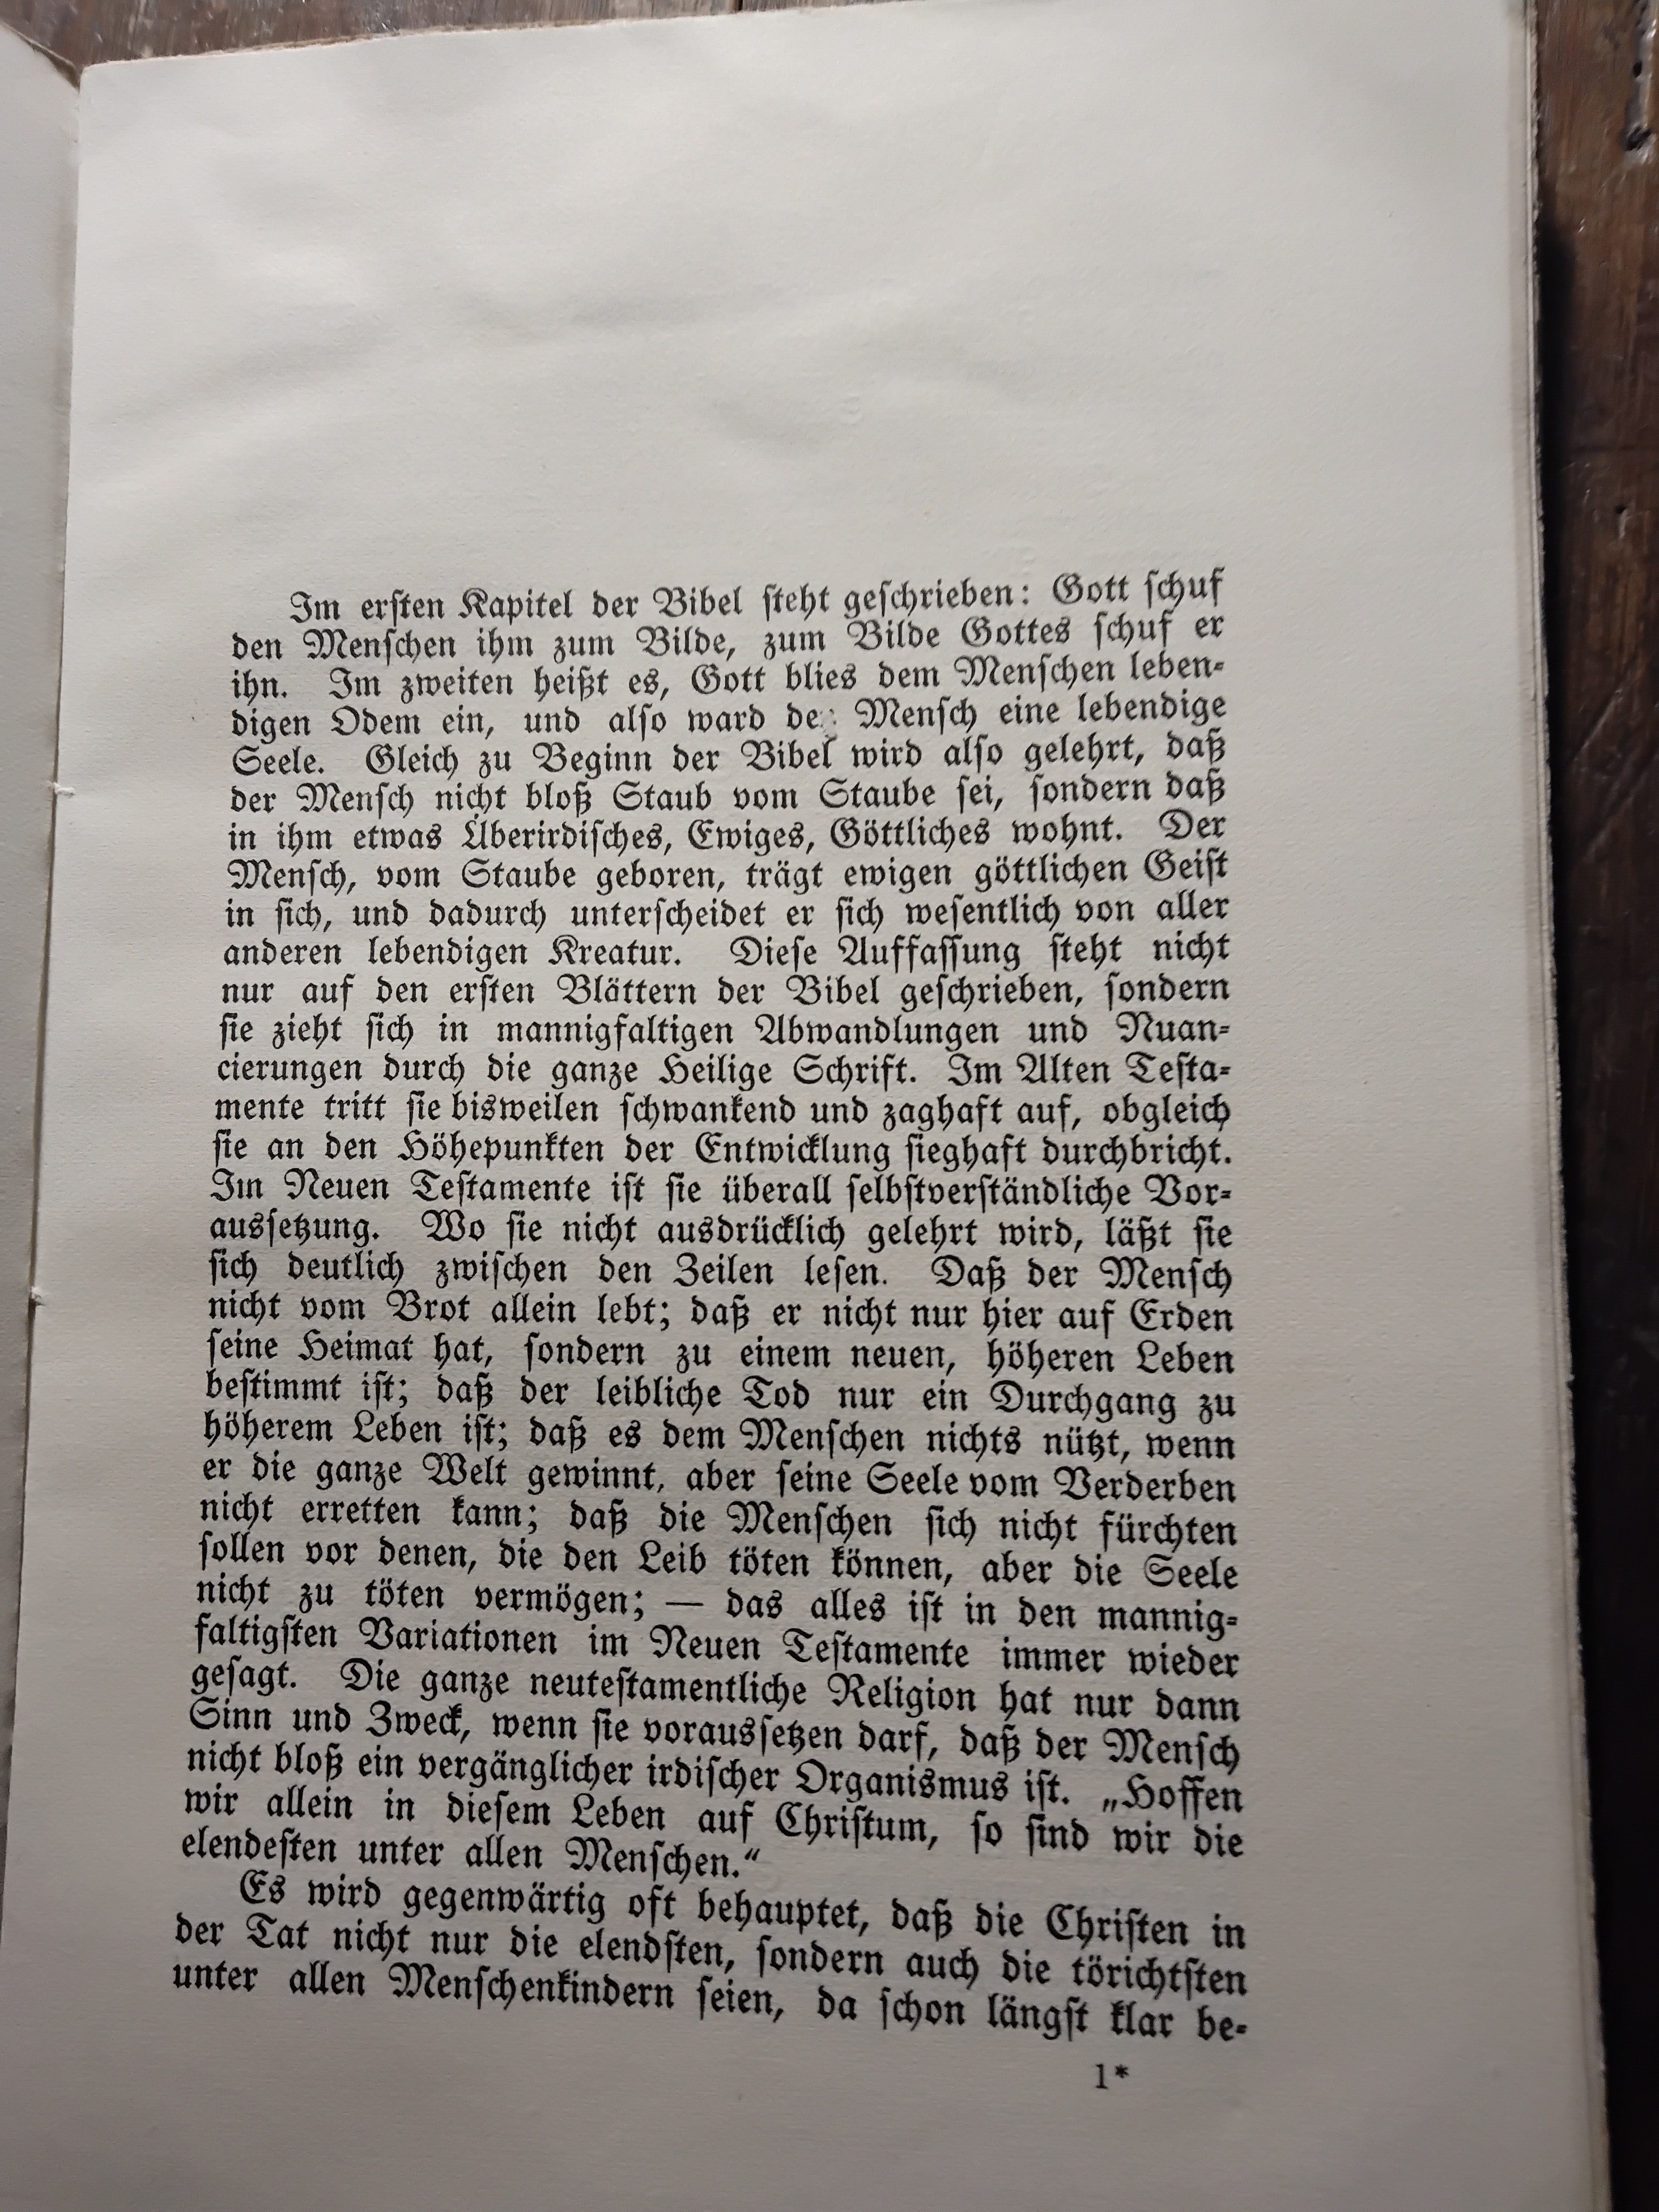 Im ersten Kapitel der Bibel steht geschrieben: Gott schuf
den Menschen ihm zum Bilde, zum Bilde Gottes schuf er
ihn. Im zweiten heißt es, Gott blies dem Menschen leben-
digen Odem ein, und also ward de Mensch eine lebendige
Seele. Gleich zu Beginn der Bibel wird also gelehrt, daß
der Mensch nicht bloß Staub vom Staube sei, sondern daß
in ihm etwas Überirdisches, Ewiges, Göttliches wohnt. Der
Mensch, vom Staube geboren, trägt ewigen göttlichen Geist
in sich, und dadurch unterscheidet er sich wesentlich von aller
anderen lebendigen Kreatur. Diese Auffassung steht nicht
nur auf den ersten Blättern der Bibel geschrieben, sondern
sie zieht sich in mannigfaltigen Abwandlungen und Nuan-
cierungen durch die ganze Heilige Schrift. Im Alten Testa-
mente tritt sie bisweilen schwankend und zaghaft auf, obgleich
sie an den Höhepunkten der Entwicklung sieghaft durchbricht.
Im Neuen Testamente ist sie überall selbstverständliche Vor-
aussetzung. Wo sie nicht ausdrücklich gelehrt wird, läßt sie
sich deutlich zwischen den Zeilen lesen. Daß der Mensch
nicht vom Brot allein lebt; daß er nicht nur hier auf Erden
seine Heimat hat, sondern zu einem neuen, höheren Leben
bestimmt ist; daß der leibliche Tod nur ein Durchgang zu
höherem Leben ist; daß es dem Menschen nichts nützt, wenn
er die ganze Welt gewinnt, aber seine Seele vom Verderben
nicht erretten kann; daß die Menschen sich nicht fürchten
sollen vor denen, die den Leib töten können, aber die Seele
nicht zu töten vermögen; — das alles ist in den mannig-
faltigsten Variationen im Neuen Testamente immer wieder
gesagt. Die ganze neutestamentliche Religion hat nur dann
Sinn und Zweck, wenn sie voraussetzen darf, daß der Mensch
nicht bloß ein vergänglicher irdischer Organismus ist. „Hoffen
wir allein in diesem Leben auf Christum, so sind wir die
elendesten unter allen Menschen.“
Es wird gegenwärtig oft behauptet, daß die Christen in
der Tat nicht nur die elendsten, sondern auch die törichtsten
unter allen Menschenkindern seien, da schon längst klar be-
1*